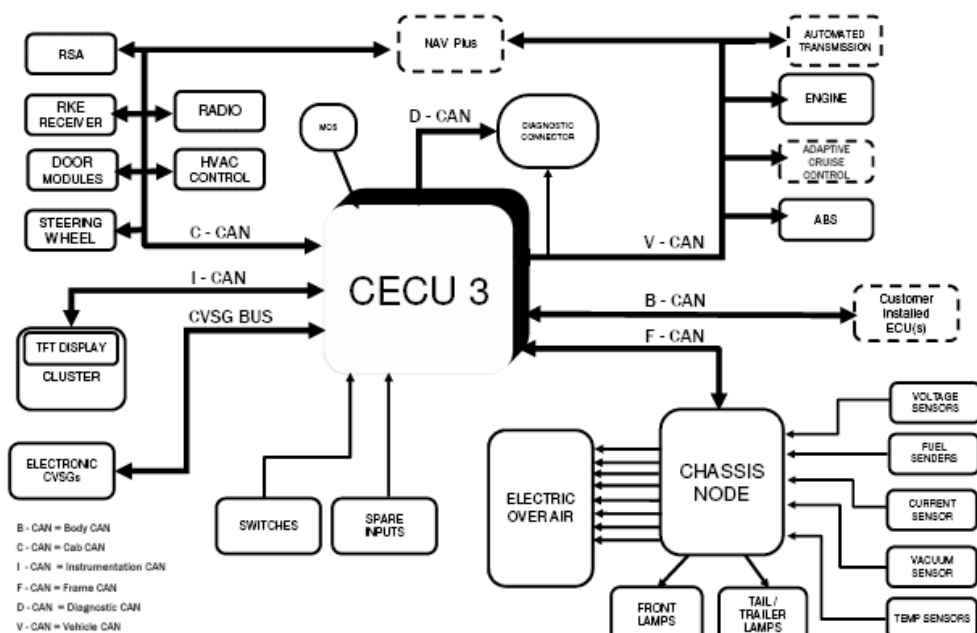 RSA
NAV Plus
AUTOMATED
TRANSMISSION
RKE
RECEIVER
RADIO
MCS
D - CAN
DIAGNOSTIC
CONNECTOR
ENGINE
DOOR
MODULES
HVAC
CONTROL
ADAPTIVE
CRUISE
CONTROL
STEERING
WHEEL
C - CAN
V - CAN
ABS
I - CAN
CECU 3
B - CAN
Customer
Installed
ECU(s)
CVSG BUS
F - CAN
TFT DISPLAY
CLUSTER
ELECTRONIC
CVSGs
SWITCHES
SPARE
INPUTS
ELECTRIC
OVER AIR
CHASSIS
NODE
VOLTAGE
SENSORS
FUEL
SENDERS
CURRENT
SENSOR
VACUUM
SENSOR
TEMP SENSORS
FRONT
LAMPS
TAIL /
TRAILER
LAMPS
B - CAN = Body CAN
C - CAN = Cab CAN
I - CAN = Instrumentation CAN
F - CAN = Frame CAN
D - CAN = Diagnostic CAN
V - CAN = Vehicle CAN